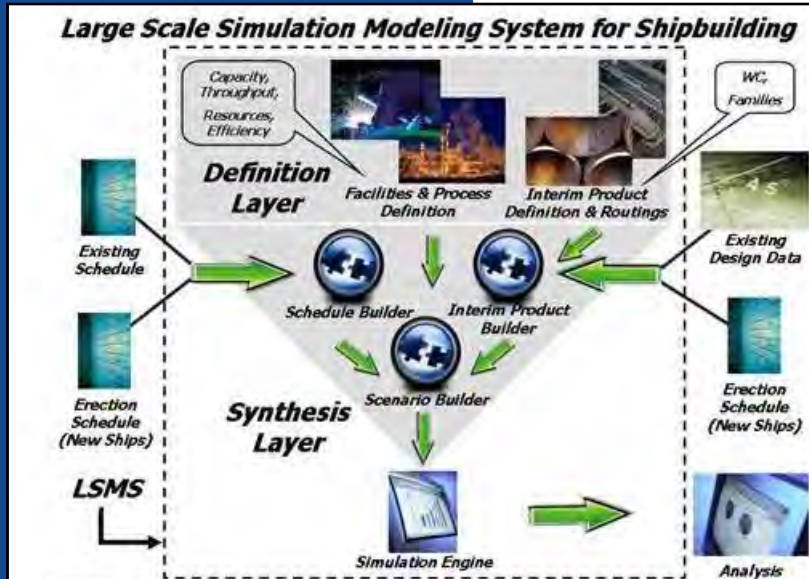 Large Scale Simulation Modeling System for Shipbuilding
Capacity,
Throughput,
Resources,
Efficiency
WC,
Families
Definition
Layer
Facilities & Process
Definition
Interim Product
Definition & Routings
Existing
Schedule
Existing
Design Data
Schedule Builder
Interim Product
Builder
Scenario Builder
Erection
Schedule
(New Ships)
Synthesis
Layer
Erection
Schedule
(New Ships)
LSMS
Simulation Engine
Analysis